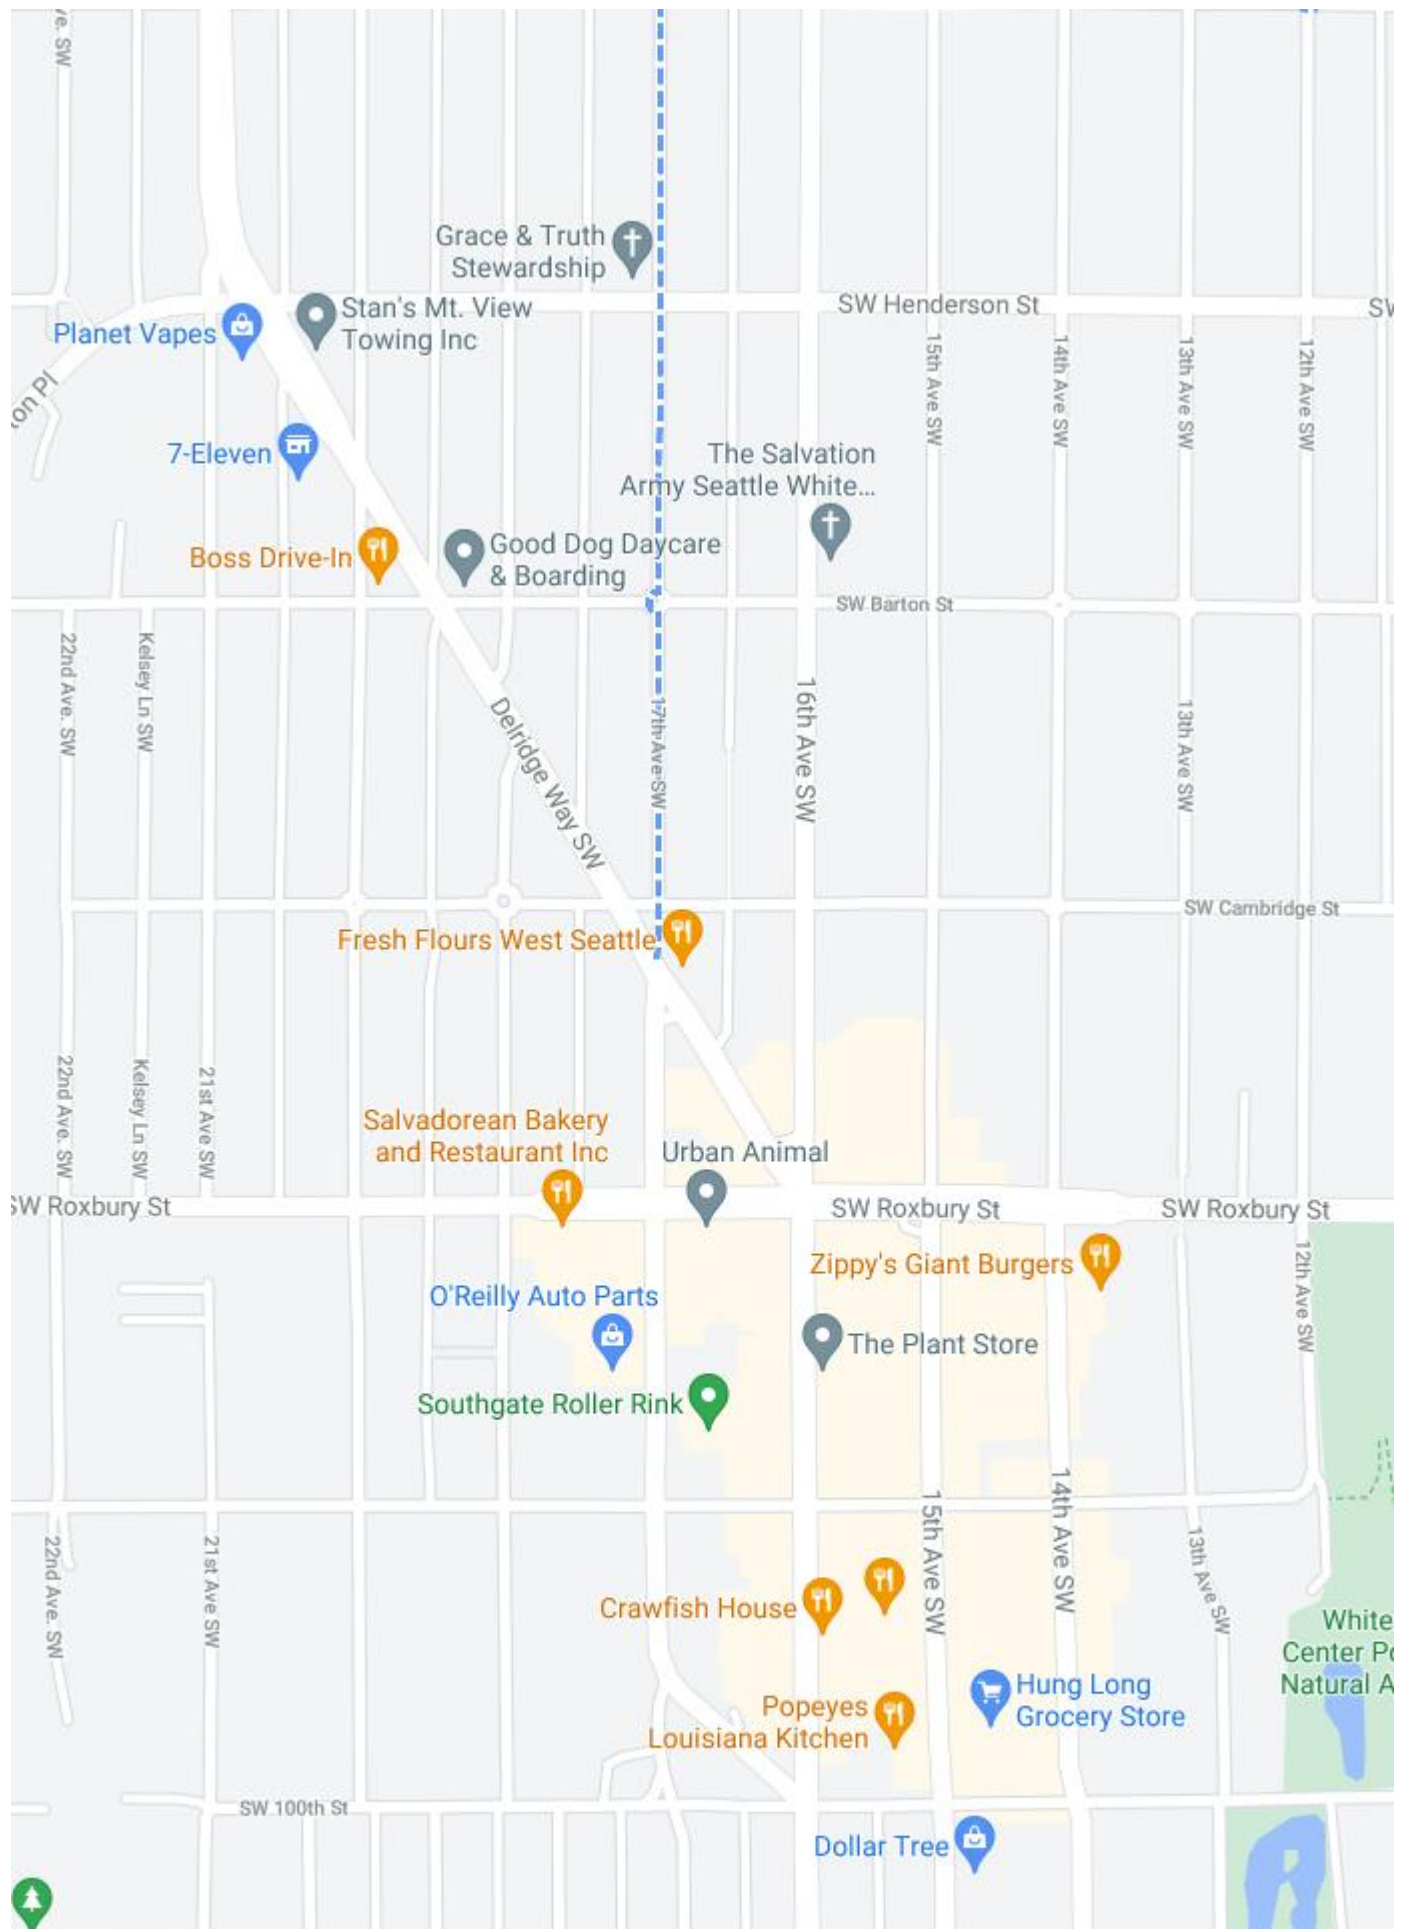 ve. SW
Grace & Truth
Stewardship
Stan's Mt. View
Towing Inc
SW Henderson St
SW
Planet Vapes
ton Pl
15th Ave SW
14th Ave SW
13th Ave SW
12th Ave SW
7-Eleven
The Salvation
Army Seattle White...
Boss Drive-In
Good Dog Daycare
& Boarding
SW Barton St
22nd Ave. SW
Kelsey Ln SW
Delridge Way SW
17th Ave SW
16th Ave SW
13th Ave SW
SW Cambridge St
Fresh Flours West Seattle
22nd Ave. SW
Kelsey Ln SW
21st Ave SW
Salvadorean Bakery
and Restaurant Inc
Urban Animal
SW Roxbury St
SW Roxbury St
SW Roxbury St
Zippy's Giant Burgers
12th Ave SW
O'Reilly Auto Parts
The Plant Store
Southgate Roller Rink
22nd Ave. SW
21st Ave SW
15th Ave SW
14th Ave SW
13th Ave SW
Crawfish House
White
Center Po
Natural A
Hung Long
Grocery Store
Popeyes
Louisiana Kitchen
SW 100th St
Dollar Tree